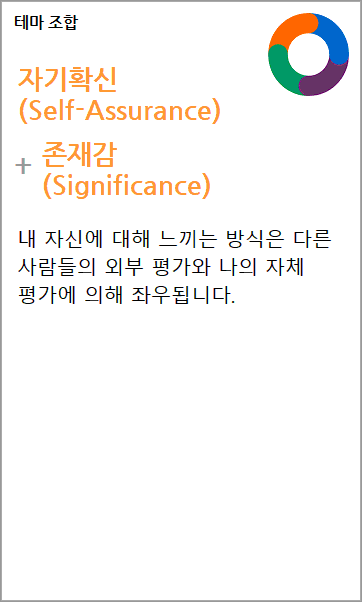 테마 조합
자기확신
(Self-Assurance)
+ 존재감
(Significance)
내 자신에 대해 느끼는 방식은 다른
사람들의 외부 평가와 나의 자체
평가에 의해 좌우됩니다.